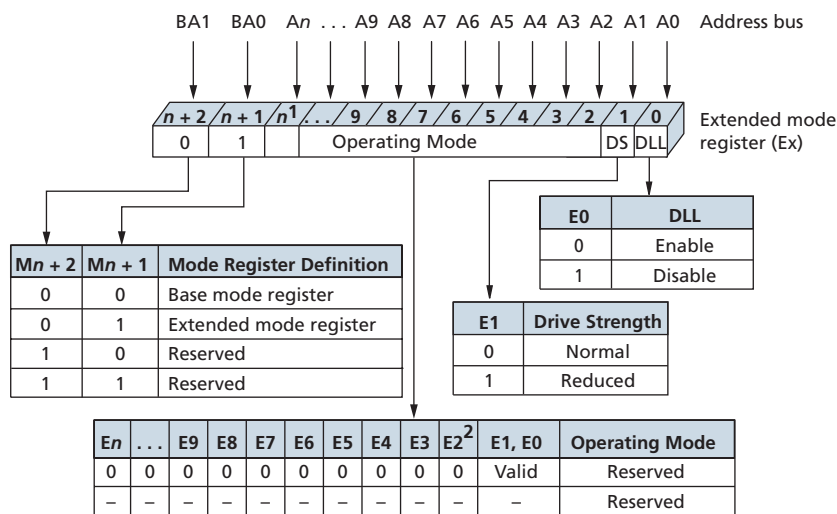 BA1 BA0 An . . . A9 A8 A7 A6 A5 A4 A3 A2 A1 A0 Address bus
n + 2 n + 1 n1 . . . 9 8 7 6 5 4 3 2 1 0
Extended mode
register (Ex)
0 1 Operating Mode DS DLL
E0 DLL
0 Enable
1 Disable
Mn + 2 Mn + 1 Mode Register Definition
0 0 Base mode register
0 1 Extended mode register
1 0 Reserved
1 1 Reserved
E1 Drive Strength
0 Normal
1 Reduced
En . . . E9 E8 E7 E6 E5 E4 E3 E2² E1, E0 Operating Mode
0 0 0 0 0 0 0 0 0 0 Valid Reserved
– – – – – – – – – – – Reserved